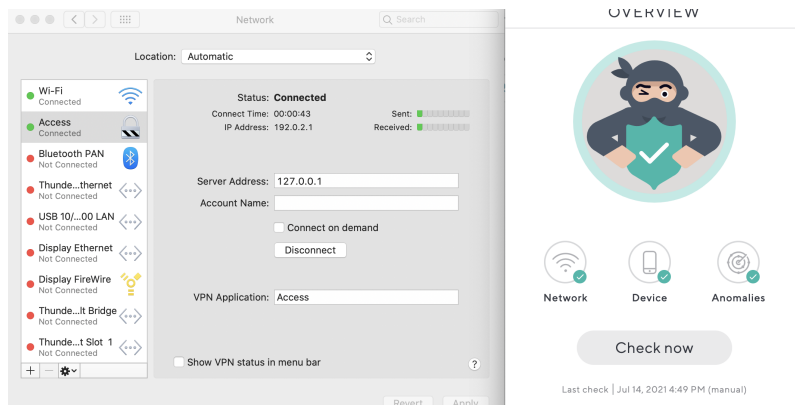 Network
Search
Location: Automatic
Wi-Fi
Connected
Access
Connected
Bluetooth PAN
Not Connected
Thunde...thernet
Not Connected
USB 10/...00 LAN
Not Connected
Display Ethernet
Not Connected
Display FireWire
Not Connected
Thunde...lt Bridge
Not Connected
Thunde...t Slot 1
Not Connected
Status: Connected
Connect Time: 00:00:43 Sent:
IP Address: 192.0.2.1 Received:
Server Address: 127.0.0.1
Account Name:
Connect on demand
Disconnect
VPN Application: Access
Show VPN status in menu bar
?
Revert Apply
OVERVIEW
Network Device Anomalies
Check now
Last check | Jul 14, 2021 4:49 PM (manual)